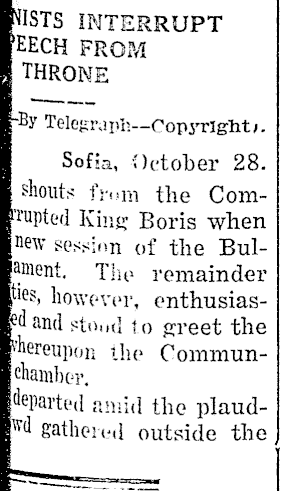 NISTS INTERRUPT
PEECH FROM
THRONE
-By Telegraph--Copyright,.
Sofia, October 28.
shouts from the Com-
rrupted King Boris when
new session of the Bul-
ament. The remainder
ties, however, enthusias-
ed and stood to greet the
whereupon the Commun-
chamber.
departed amid the plaud-
wd gathered outside the